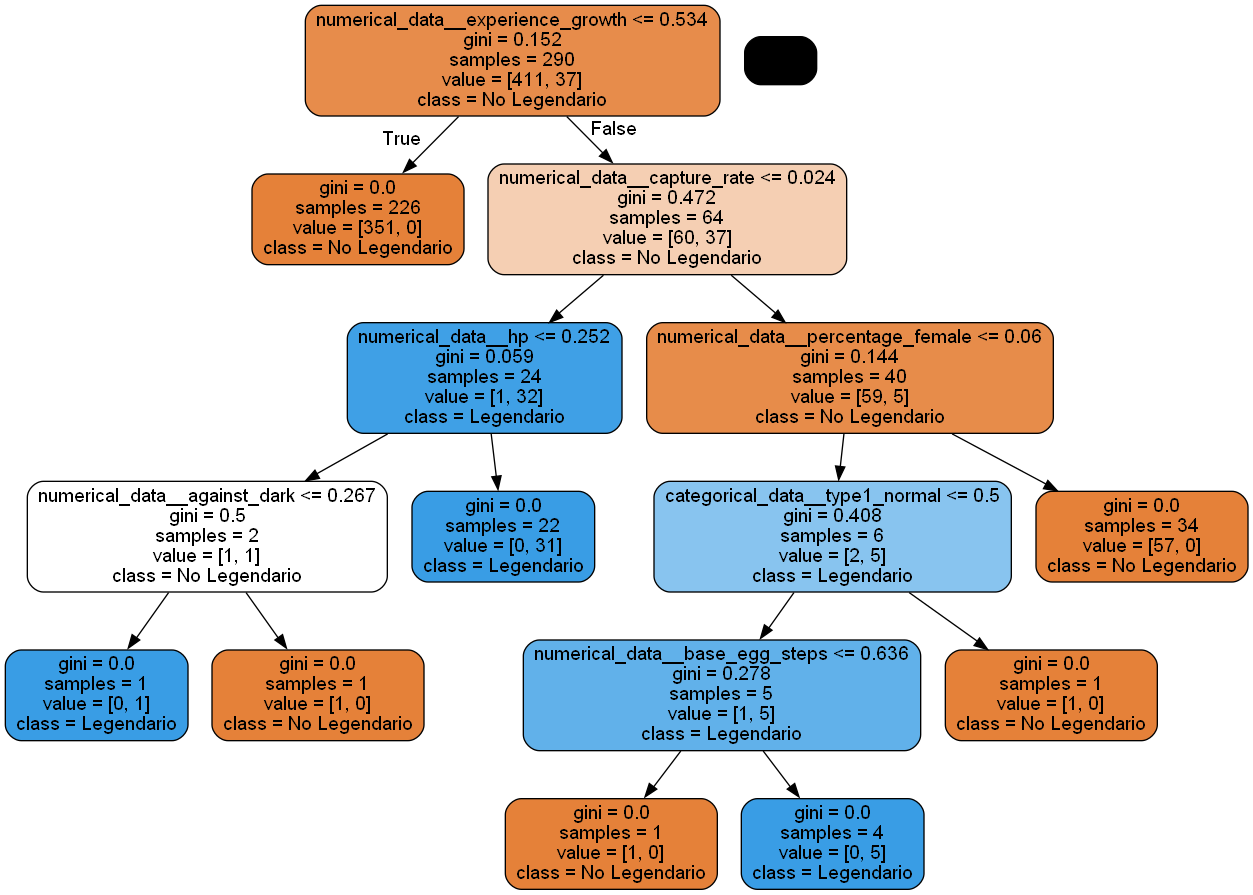 numerical_data__experience_growth <= 0.534
gini = 0.152
samples = 290
value = [411, 37]
class = No Legendario
True
False
gini = 0.0
samples = 226
value = [351, 0]
class = No Legendario
numerical_data__capture_rate <= 0.024
gini = 0.472
samples = 64
value = [60, 37]
class = No Legendario
numerical_data__hp <= 0.252
gini = 0.059
samples = 24
value = [1, 32]
class = Legendario
numerical_data__percentage_female <= 0.06
gini = 0.144
samples = 40
value = [59, 5]
class = No Legendario
numerical_data__against_dark <= 0.267
gini = 0.5
samples = 2
value = [1, 1]
class = No Legendario
gini = 0.0
samples = 22
value = [0, 31]
class = Legendario
categorical_data__type1_normal <= 0.5
gini = 0.408
samples = 6
value = [2, 5]
class = Legendario
gini = 0.0
samples = 34
value = [57, 0]
class = No Legendario
gini = 0.0
samples = 1
value = [0, 1]
class = Legendario
gini = 0.0
samples = 1
value = [1, 0]
class = No Legendario
numerical_data__base_egg_steps <= 0.636
gini = 0.278
samples = 5
value = [1, 5]
class = Legendario
gini = 0.0
samples = 1
value = [1, 0]
class = No Legendario
gini = 0.0
samples = 1
value = [1, 0]
class = No Legendario
gini = 0.0
samples = 4
value = [0, 5]
class = Legendario